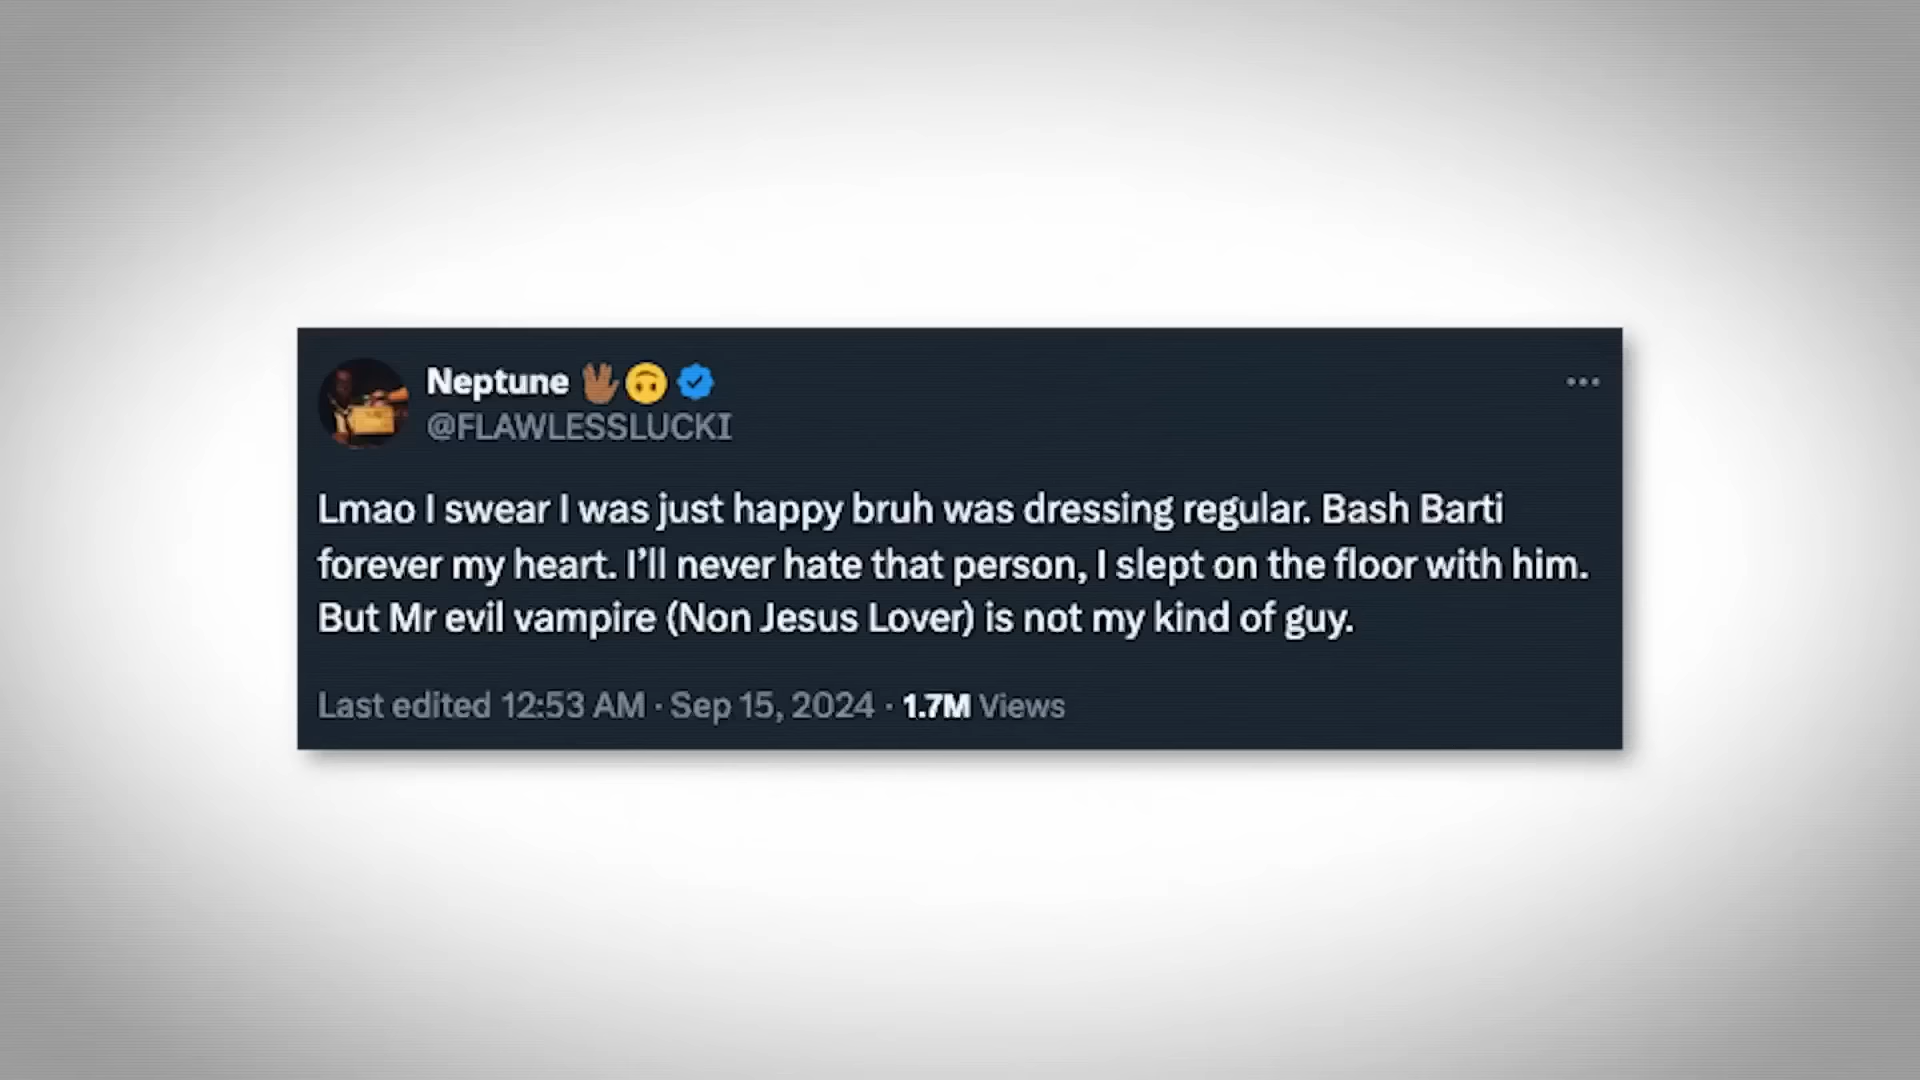 Neptune 🖖🏾🙃
@FLAWLESSLUCKI
Lmao I swear I was just happy bruh was dressing regular. Bash Barti
forever my heart. I’ll never hate that person, I slept on the floor with him.
But Mr evil vampire (Non Jesus Lover) is not my kind of guy.
Last edited 12:53 AM · Sep 15, 2024 · 1.7M Views